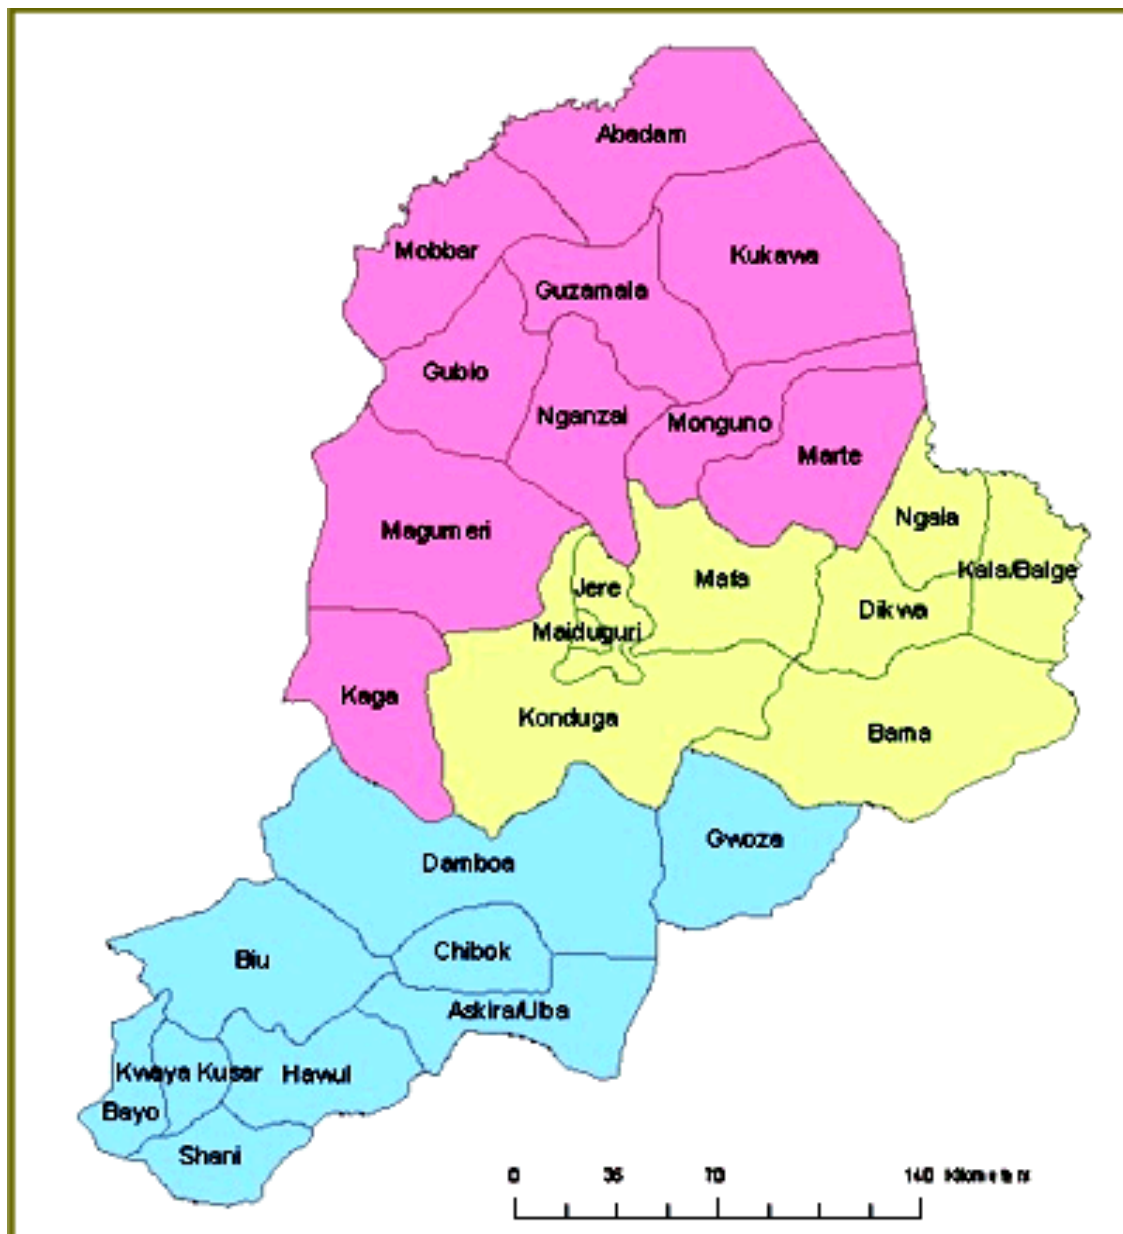 Abadam
Mobbar
Kukawa
Guzamala
Gubio
Nganzai
Monguno
Marte
Magumeri
Ngala
Kala/Balge
Jere
Mafa
Dikwa
Maiduguri
Kaga
Konduga
Bama
Gwoza
Damboa
Chibok
Biu
Askira/Uba
Kwaya Kusar
Hawul
Bayo
Shani
0 35 70 140 Kilometers